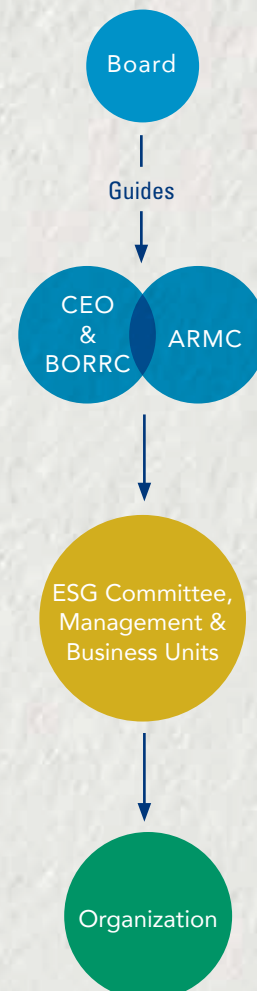 Board
Guides
CEO
&
BORRC
ARMC
ESG Committee,
Management &
Business Units
Organization